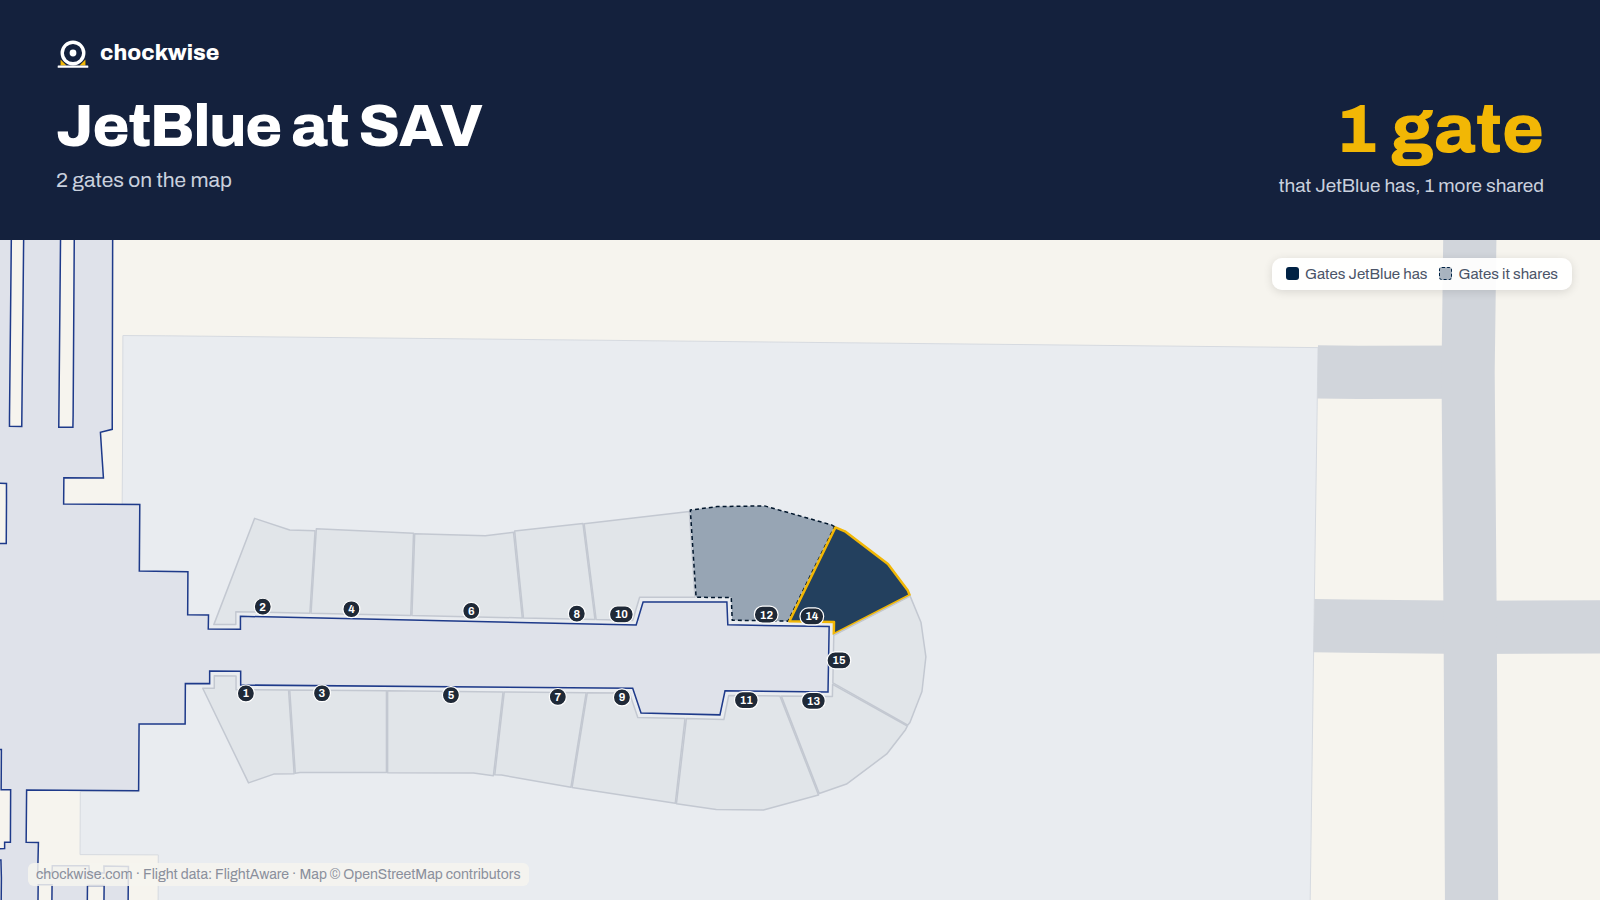 chockwise
JetBlue at SAV
2 gates on the map
1 gate
that JetBlue has, 1 more shared
Gates JetBlue has
Gates it shares
2
4
6
8
10
12
14
15
1
3
5
7
9
11
13
chockwise.com · Flight data: FlightAware · Map © OpenStreetMap contributors